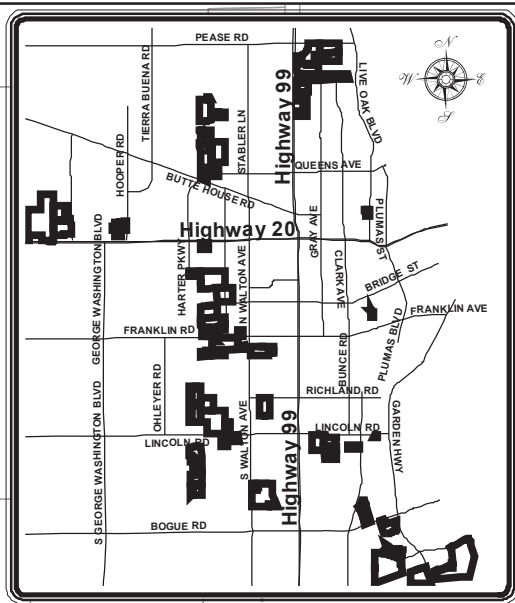 PEASE RD
N
W
E
S
TIERRA BUENA RD
STABLER LN
Highway 99
LIVE OAK BLVD
HOOPER RD
QUEENS AVE
BUTTE HOUSE RD
Highway 20
GRAY AVE
PLUMAS ST
GEORGE WASHINGTON BLVD
HARTER PKWY
N WALTON AVE
CLARK AVE
BRIDGE ST
FRANKLIN RD
FRANKLIN AVE
BUNCE RD
PLUMAS BLVD
OHLEYER RD
RICHLAND RD
S GEORGE WASHINGTON BLVD
S WALTON AVE
LINCOLN RD
LINCOLN RD
GARDEN HWY
Highway 99
BOGUE RD